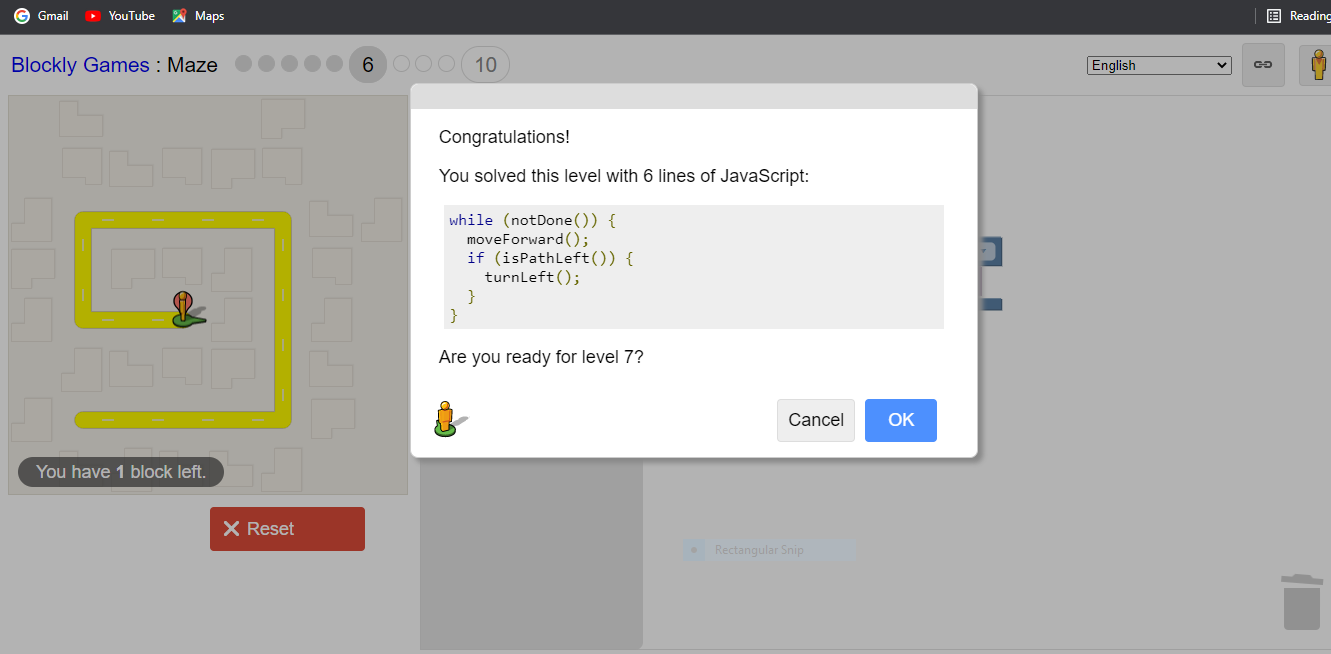 Gmail YouTube Maps Reading
Blockly Games : Maze 6 10 English
Congratulations!
You solved this level with 6 lines of JavaScript:
while (notDone()) {
  moveForward();
  if (isPathLeft()) {
    turnLeft();
  }
}
Are you ready for level 7?
Cancel OK
You have 1 block left.
Reset
Rectangular Snip